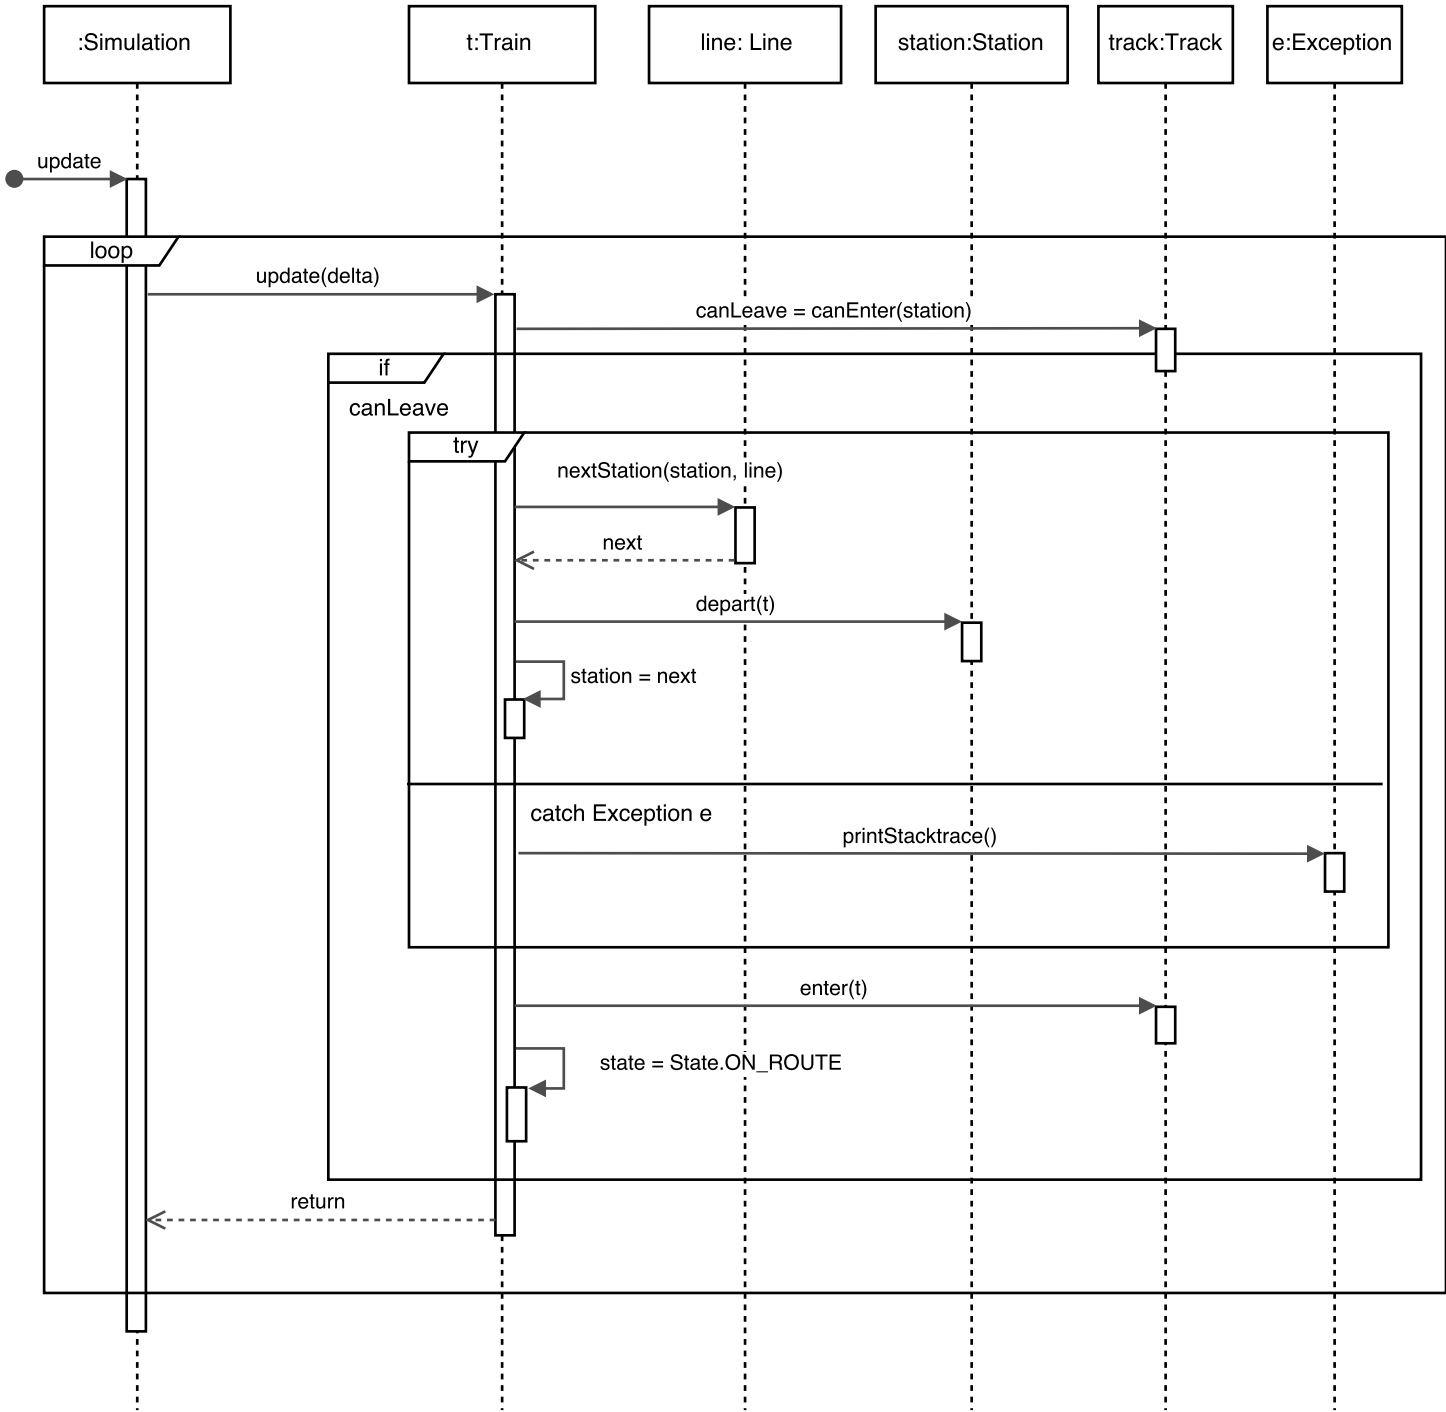 :Simulation
t:Train
line: Line
station:Station
track:Track
e:Exception
update
loop
update(delta)
canLeave = canEnter(station)
if
canLeave
try
nextStation(station, line)
next
depart(t)
station = next
catch Exception e
printStacktrace()
enter(t)
state = State.ON_ROUTE
return